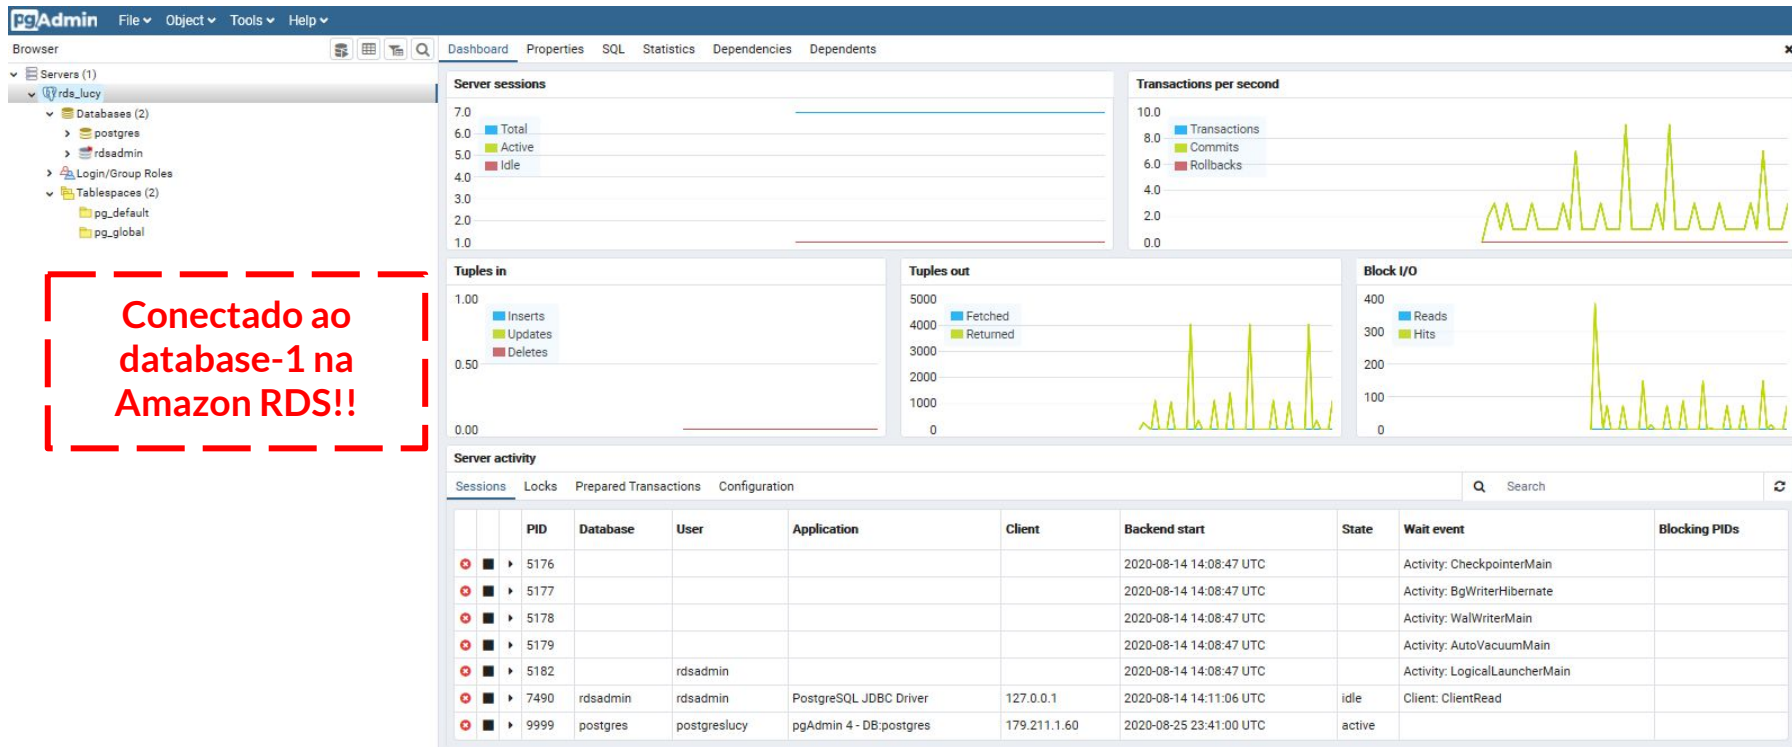 pgAdmin File Object Tools Help
Browser
Dashboard Properties SQL Statistics Dependencies Dependents
Servers (1)
rds_lucy
Databases (2)
postgres
rdsadmin
Login/Group Roles
Tablespaces (2)
pg_default
pg_global
Conectado ao
database-1 na
Amazon RDS!!
Server sessions
7.0
6.0
5.0
4.0
3.0
2.0
1.0
Total
Active
Idle
Transactions per second
10.0
8.0
6.0
4.0
2.0
0.0
Transactions
Commits
Rollbacks
Tuples in
1.00
0.50
0.00
Inserts
Updates
Deletes
Tuples out
5000
4000
3000
2000
1000
0
Fetched
Returned
Block I/O
400
300
200
100
0
Reads
Hits
Server activity
Sessions Locks Prepared Transactions Configuration
Search
PID Database User Application Client Backend start State Wait event Blocking PIDs
5176 2020-08-14 14:08:47 UTC Activity: CheckpointerMain
5177 2020-08-14 14:08:47 UTC Activity: BgWriterHibernate
5178 2020-08-14 14:08:47 UTC Activity: WalWriterMain
5179 2020-08-14 14:08:47 UTC Activity: AutoVacuumMain
5182 rdsadmin 2020-08-14 14:08:47 UTC Activity: LogicalLauncherMain
7490 rdsadmin rdsadmin PostgreSQL JDBC Driver 127.0.0.1 2020-08-14 14:11:06 UTC idle Client: ClientRead
9999 postgres postgreslucy pgAdmin 4 - DB:postgres 179.211.1.60 2020-08-25 23:41:00 UTC active